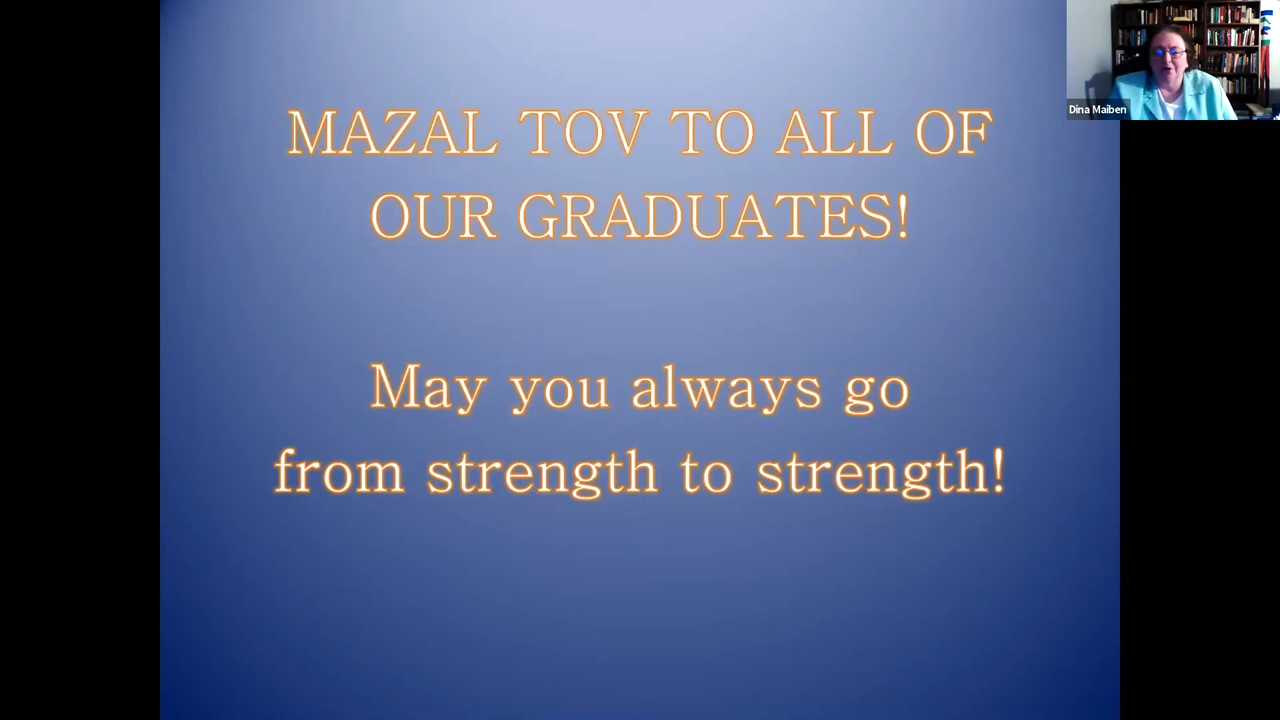 MAZAL TOV TO ALL OF
OUR GRADUATES!
May you always go
from strength to strength!
Dina Maiben